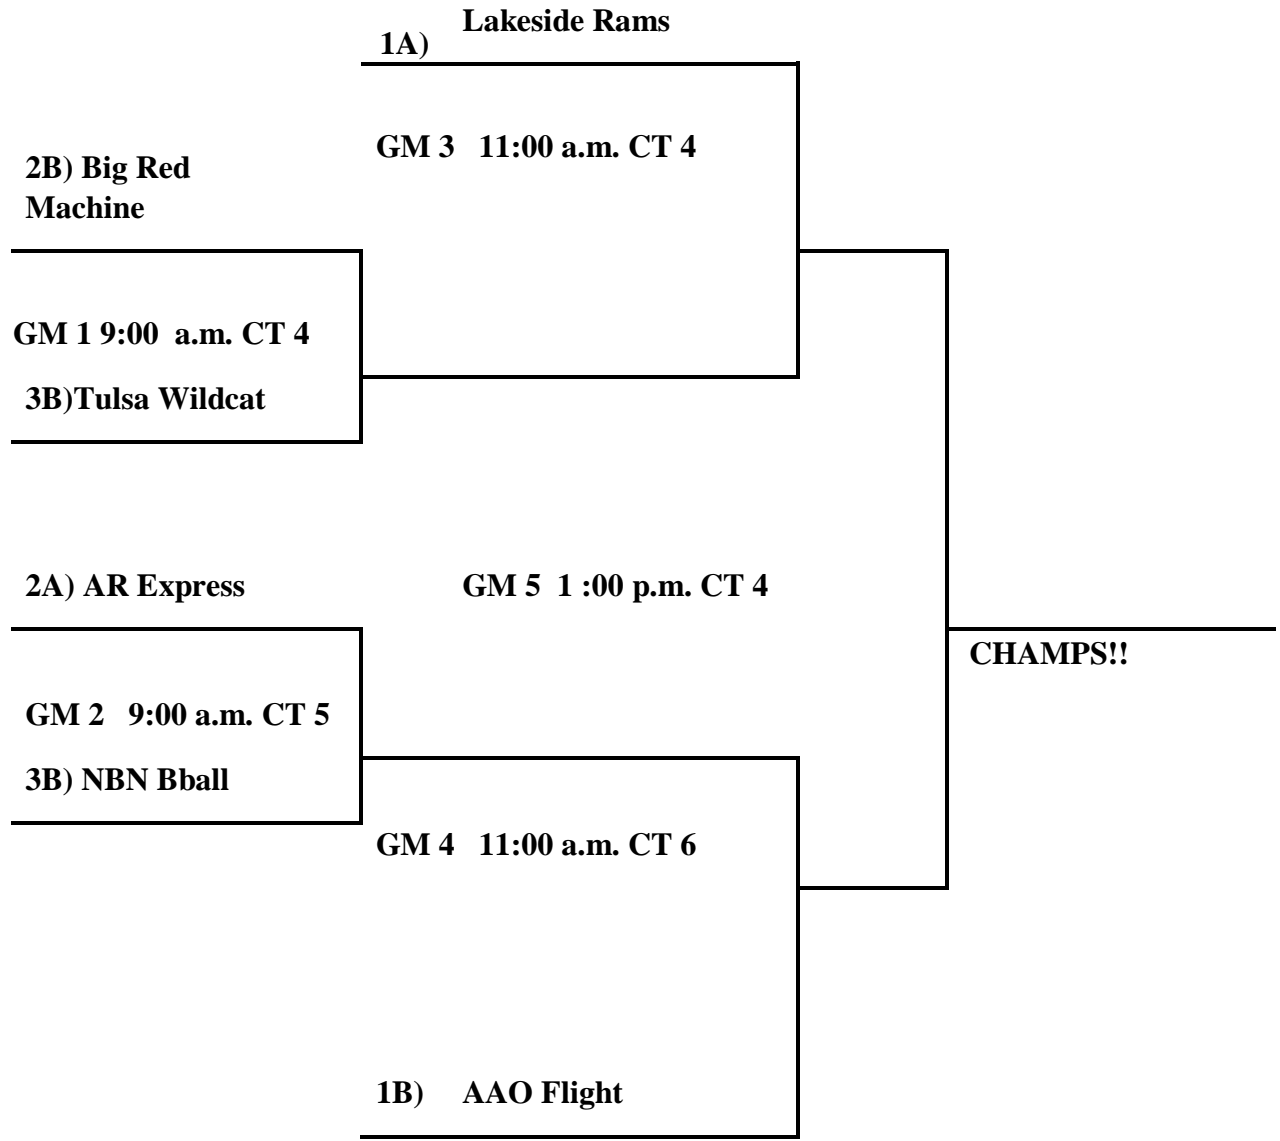 Lakeside Rams
1A)
GM 3 11:00 a.m. CT 4
2B) Big Red
Machine
GM 1 9:00 a.m. CT 4
3B)Tulsa Wildcat
2A) AR Express
GM 5 1 :00 p.m. CT 4
CHAMPS!!
GM 2 9:00 a.m. CT 5
3B) NBN Bball
GM 4 11:00 a.m. CT 6
1B) AAO Flight